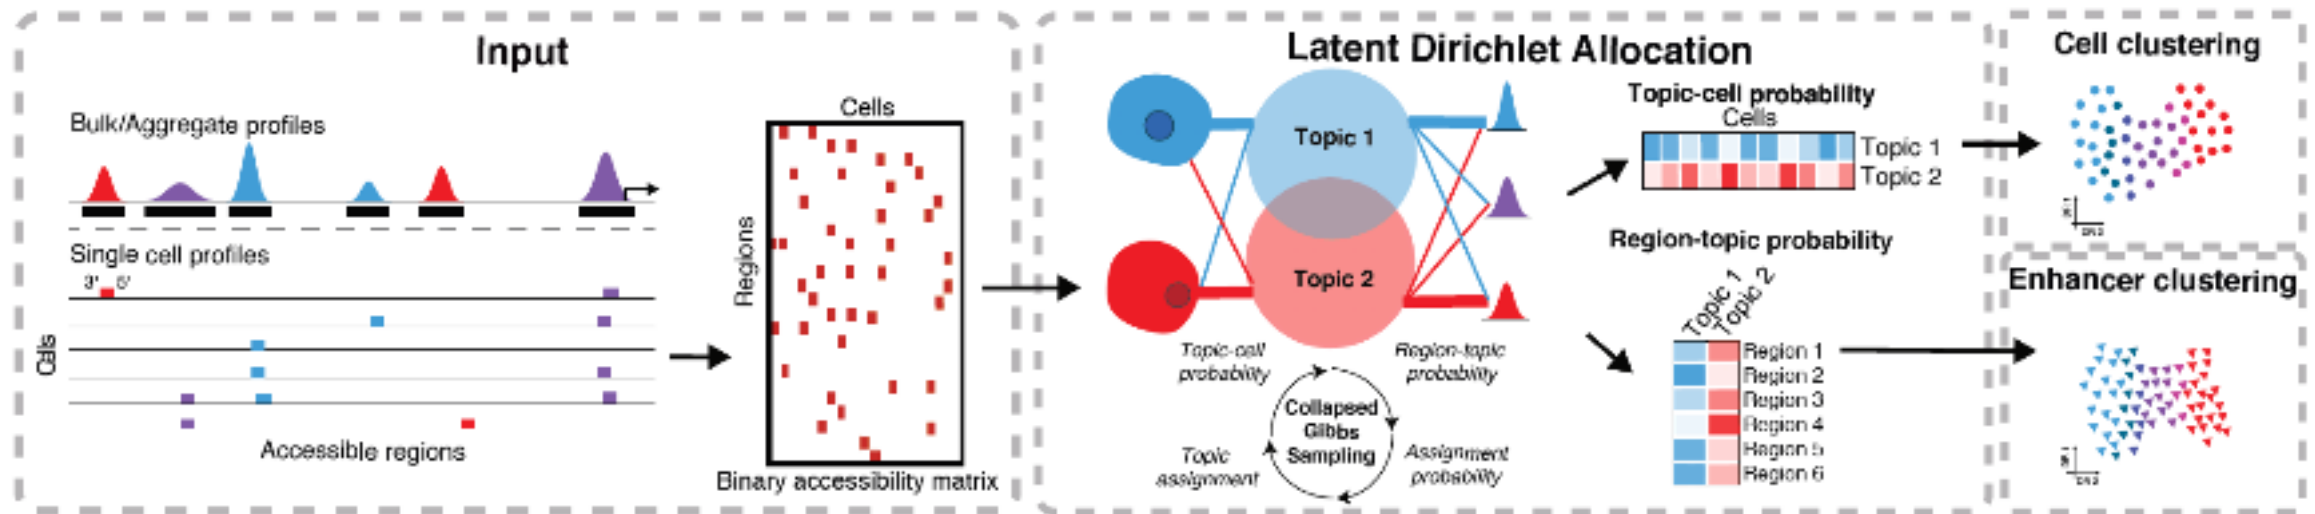 Input
Bulk/Aggregate profiles
Single cell profiles
3' 5'
Cells
Accessible regions
Cells
Regions
Binary accessibility matrix
Latent Dirichlet Allocation
Topic 1
Topic 2
Topic-cell
probability
Region-topic
probability
Collapsed
Gibbs
Sampling
Topic
assignment
Assignment
probability
Topic-cell probability
Cells
Topic 1
Topic 2
Region-topic probability
Topic 1
Topic 2
Region 1
Region 2
Region 3
Region 4
Region 5
Region 6
Cell clustering
Enhancer clustering